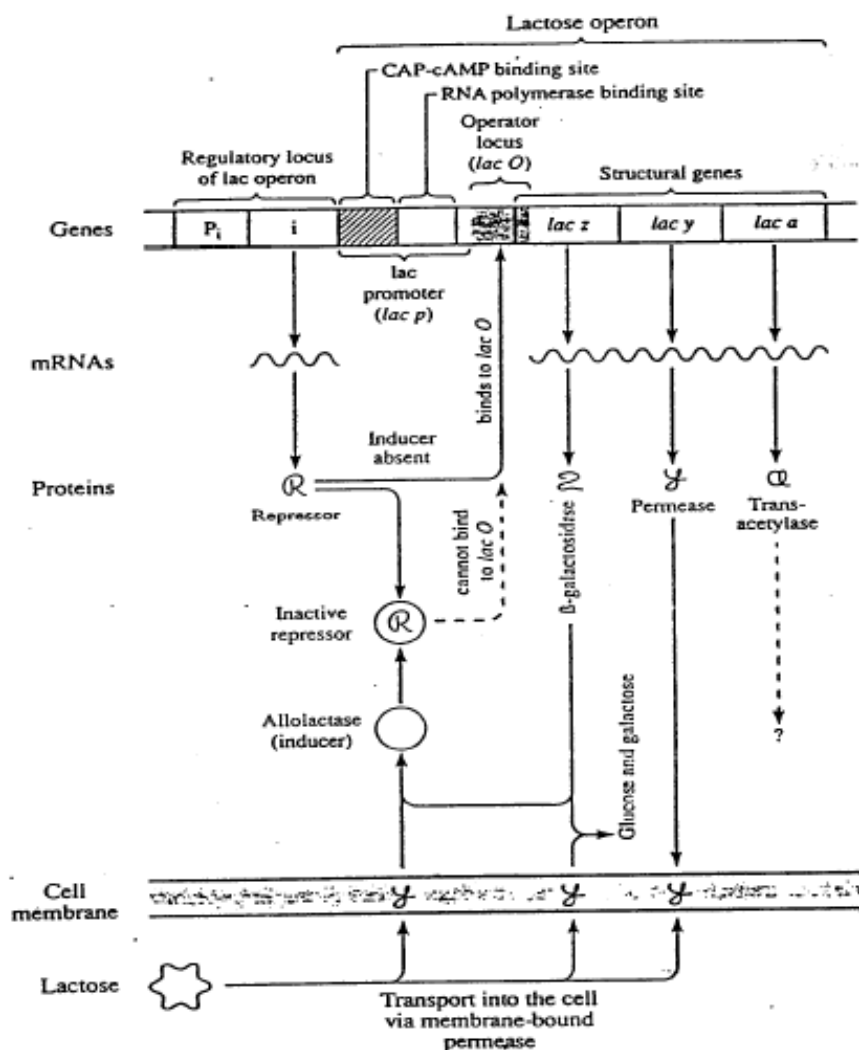 Lactose operon
CAP-cAMP binding site
RNA polymerase binding site
Operator
locus
(lac O)
Regulatory locus
of lac operon
Structural genes
Genes
Pi
i
lac z
lac y
lac a
lac
promoter
(lac p)
binds to lac O
mRNAs
Inducer
absent
Proteins
R
Repressor
cannot bind
to lac O
ß-galactosidase
Permease
Trans-
acetylase
Inactive
repressor
R
Allolactase
(inducer)
Glucose and galactose
?
Cell
membrane
y
y
y
Lactose
Transport into the cell
via membrane-bound
permease